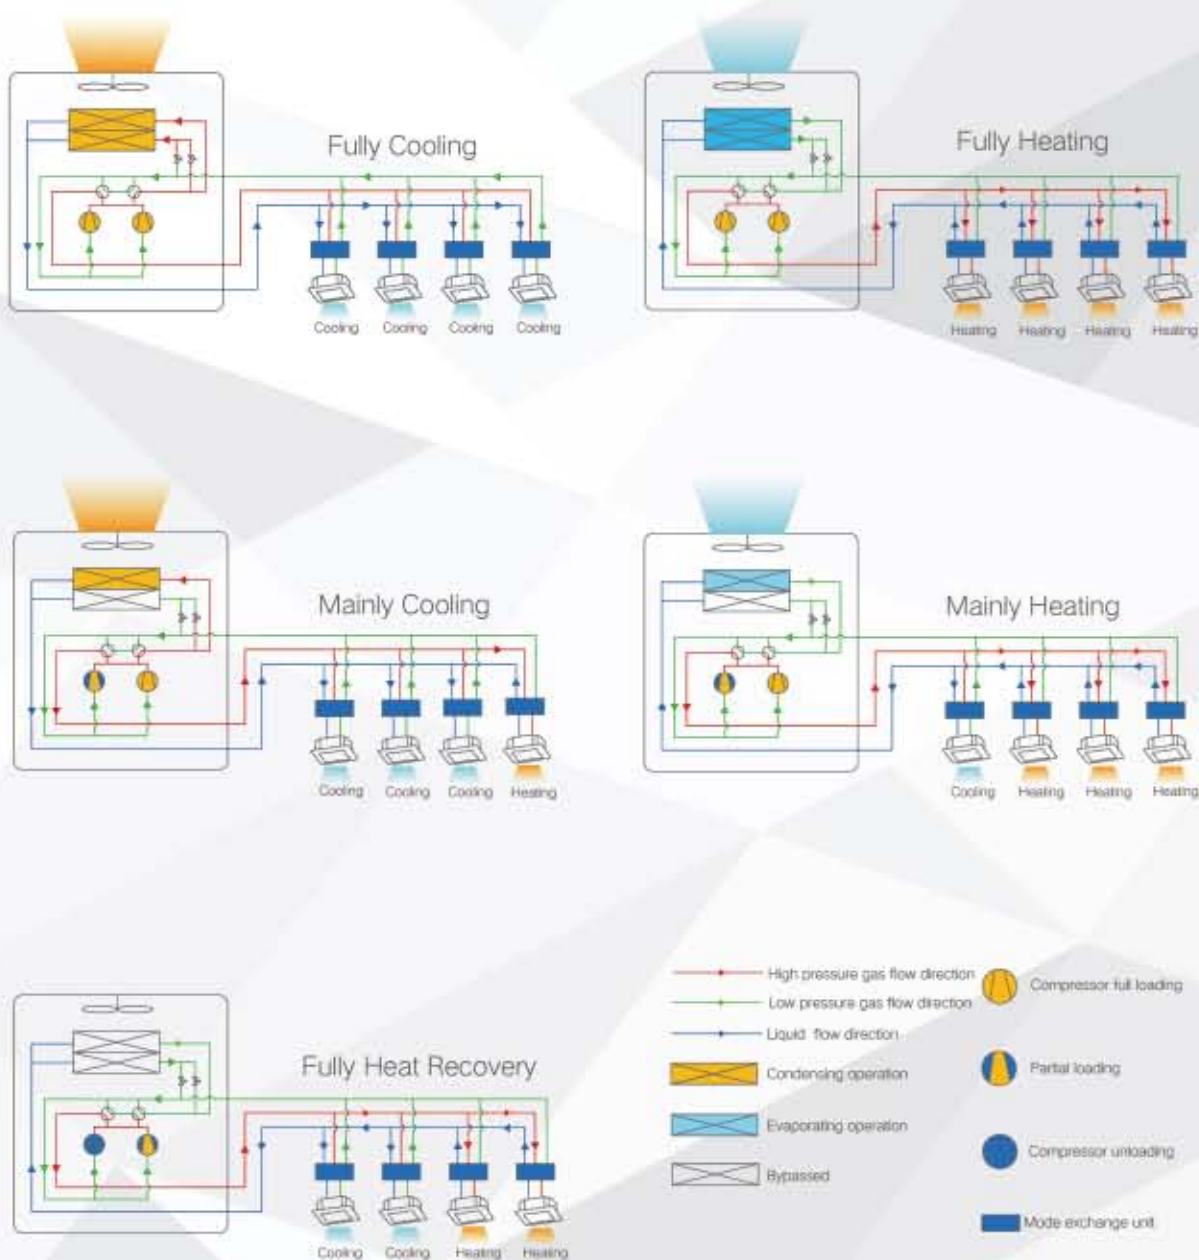 Fully Cooling
Cooling Cooling Cooling Cooling
Fully Heating
Heating Heating Heating Heating
Mainly Cooling
Cooling Cooling Cooling Heating
Mainly Heating
Cooling Heating Heating Heating
Fully Heat Recovery
Cooling Cooling Heating Heating
High pressure gas flow direction
Low pressure gas flow direction
Liquid flow direction
Condensing operation
Evaporating operation
Bypassed
Compressor full loading
Partial loading
Compressor unloading
Mode exchange unit